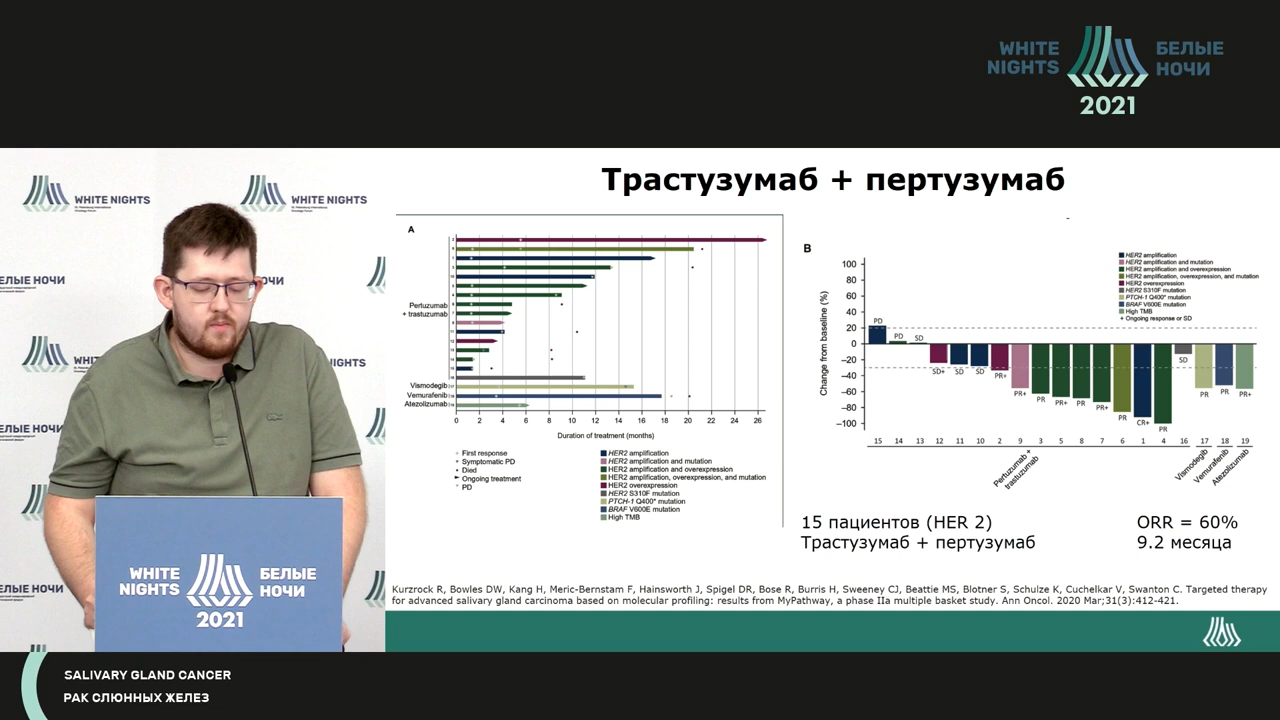 WHITE NIGHTS
БЕЛЫЕ НОЧИ
2021
WHITE NIGHTS
WHITE NIGHTS
WHITE NIGHTS
БЕЛЫЕ НОЧИ
2021
Трастузумаб + пертузумаб
A
Pertuzumab
+ trastuzumab
Vismodegib
Vemurafenib
Atezolizumab
0 2 4 6 8 10 12 14 16 18 20 22 24 26
Duration of treatment (months)
First response
Symptomatic PD
Died
Ongoing treatment
PD
HER2 amplification
HER2 amplification and mutation
HER2 amplification and overexpression
HER2 amplification, overexpression, and mutation
HER2 overexpression
HER2 S310F mutation
PTCH-1 Q400* mutation
BRAF V600E mutation
High TMB
B
HER2 amplification
HER2 amplification and mutation
HER2 amplification and overexpression
HER2 amplification, overexpression, and mutation
HER2 overexpression
HER2 S310F mutation
PTCH-1 Q400* mutation
BRAF V600E mutation
High TMB
+ Ongoing response or SD
Change from baseline (%)
100
80
60
40
20
0
−20
−40
−60
−80
−100
PD PD SD SD+ SD SD PR+ PR+ PR PR+ PR PR+ PR CR+ PR SD PR PR PR+
15 14 13 12 11 10 2 9 3 5 8 7 6 1 4 16 17 18 19
Pertuzumab +
trastuzumab
Vismodegib
Vemurafenib
Atezolizumab
15 пациентов (HER 2)
Трастузумаб + пертузумаб
ORR = 60%
9.2 месяца
Kurzrock R, Bowles DW, Kang H, Meric-Bernstam F, Hainsworth J, Spigel DR, Bose R, Burris H, Sweeney CJ, Beattie MS, Blotner S, Schulze K, Cuchelkar V, Swanton C. Targeted therapy
for advanced salivary gland carcinoma based on molecular profiling: results from MyPathway, a phase IIa multiple basket study. Ann Oncol. 2020 Mar;31(3):412-421.
SALIVARY GLAND CANCER
РАК СЛЮННЫХ ЖЕЛЕЗ